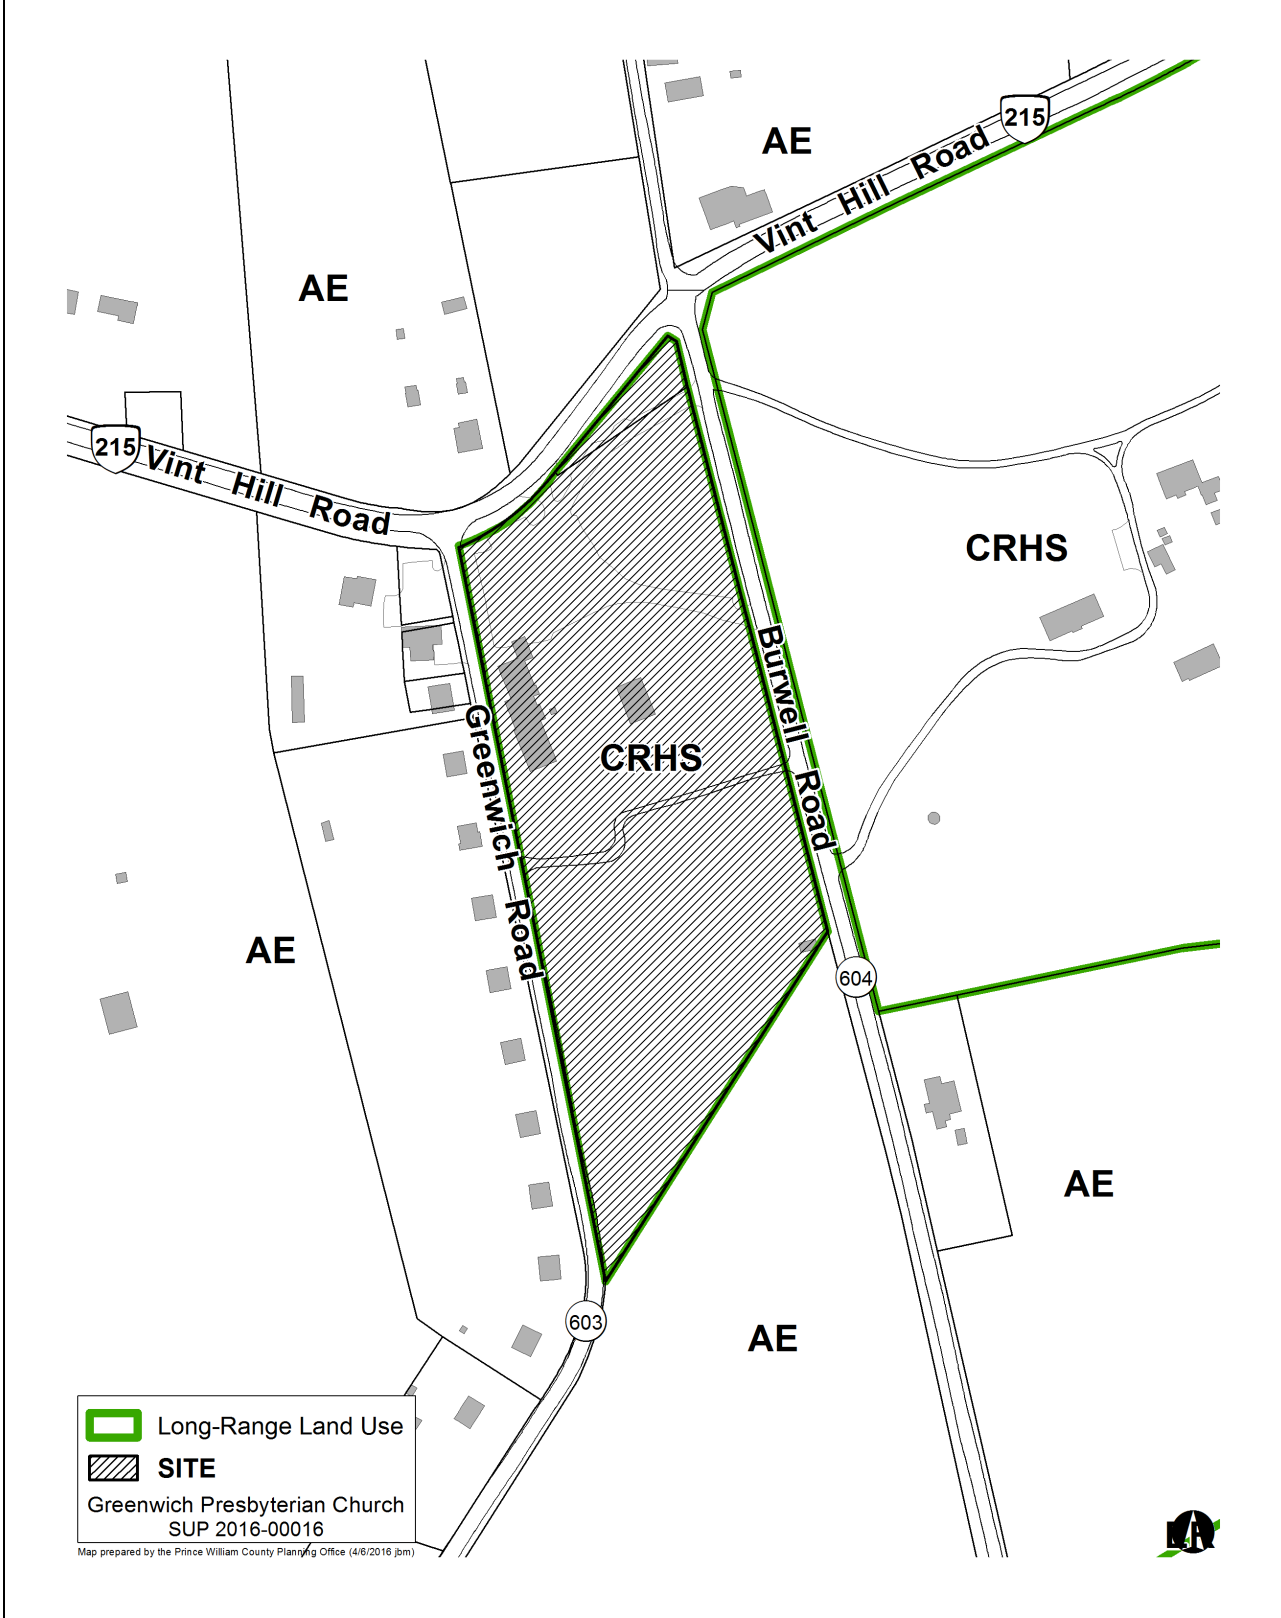 215
AE
Vint Hill Road
AE
215
Vint Hill Road
CRHS
Burwell Road
Greenwich Road
CRHS
AE
604
AE
603
AE
Long-Range Land Use
SITE
Greenwich Presbyterian Church
SUP 2016-00016
Map prepared by the Prince William County Planning Office (4/6/2016 jbm)